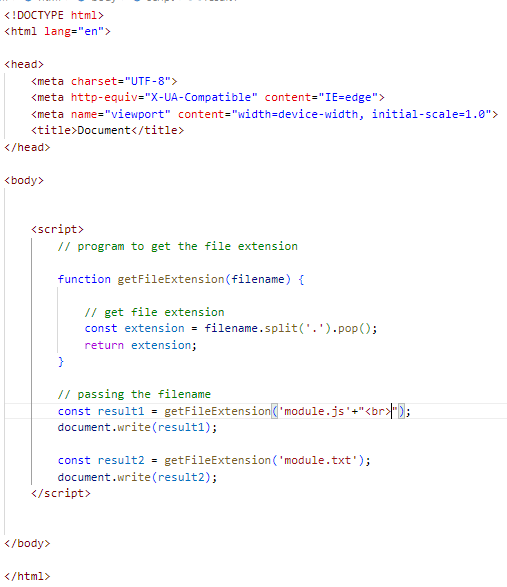 <!DOCTYPE html>
<html lang="en">
<head>
<meta charset="UTF-8">
<meta http-equiv="X-UA-Compatible" content="IE=edge">
<meta name="viewport" content="width=device-width, initial-scale=1.0">
<title>Document</title>
</head>
<body>
<script>
// program to get the file extension
function getFileExtension(filename) {
// get file extension
const extension = filename.split('.').pop();
return extension;
}
// passing the filename
const result1 = getFileExtension('module.js'+"<br>");
document.write(result1);
const result2 = getFileExtension('module.txt');
document.write(result2);
</script>
</body>
</html>